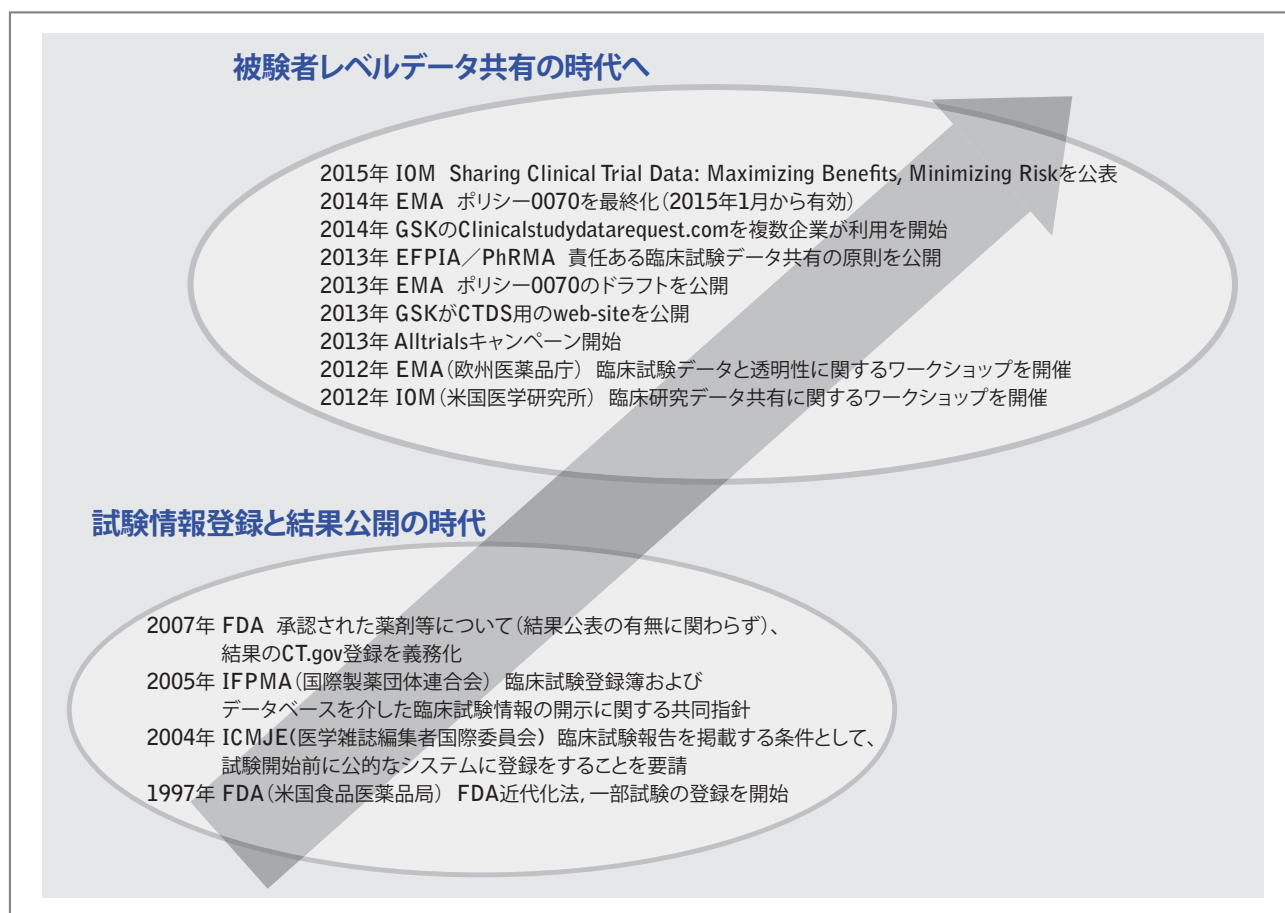 被験者レベルデータ共有の時代へ
2015年 IOM Sharing Clinical Trial Data: Maximizing Benefits, Minimizing Riskを公表
2014年 EMA ポリシー0070を最終化（2015年1月から有効）
2014年 GSKのClinicalstudydatarequest.comを複数企業が利用を開始
2013年 EFPIA／PhRMA 責任ある臨床試験データ共有の原則を公開
2013年 EMA ポリシー0070のドラフトを公開
2013年 GSKがCTDS用のweb-siteを公開
2013年 Alltrialsキャンペーン開始
2012年 EMA（欧州医薬品庁） 臨床試験データと透明性に関するワークショップを開催
2012年 IOM（米国医学研究所） 臨床研究データ共有に関するワークショップを開催
試験情報登録と結果公開の時代
2007年 FDA 承認された薬剤等について（結果公表の有無に関わらず）、
結果のCT.gov登録を義務化
2005年 IFPMA（国際製薬団体連合会） 臨床試験登録簿および
データベースを介した臨床試験情報の開示に関する共同指針
2004年 ICMJE(医学雑誌編集者国際委員会) 臨床試験報告を掲載する条件として、
試験開始前に公的なシステムに登録をすることを要請
1997年 FDA（米国食品医薬品局） FDA近代化法, 一部試験の登録を開始